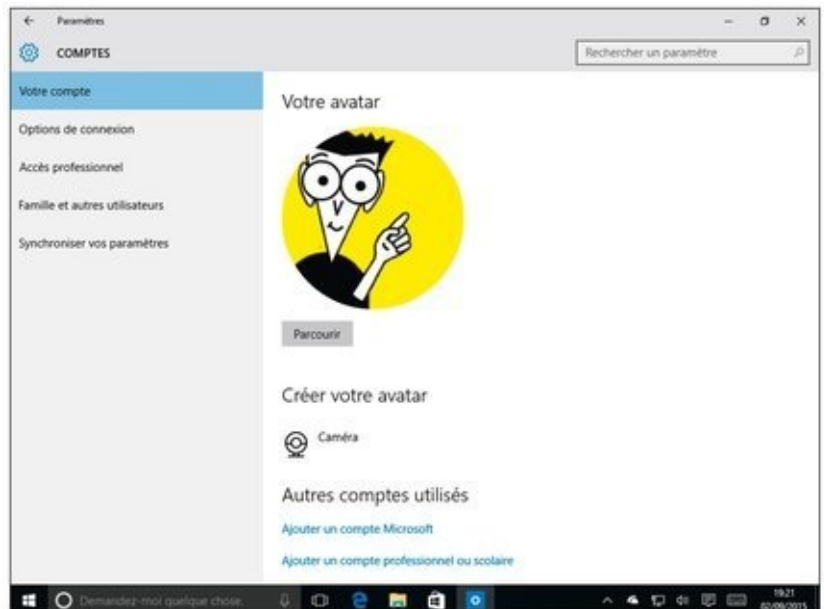 Paramètres
COMPTES
Rechercher un paramètre
Votre compte
Options de connexion
Accès professionnel
Famille et autres utilisateurs
Synchroniser vos paramètres
Votre avatar
Parcourir
Créer votre avatar
Caméra
Autres comptes utilisés
Ajouter un compte Microsoft
Ajouter un compte professionnel ou scolaire
Demandez-moi quelque chose.
19:21
02/09/2015